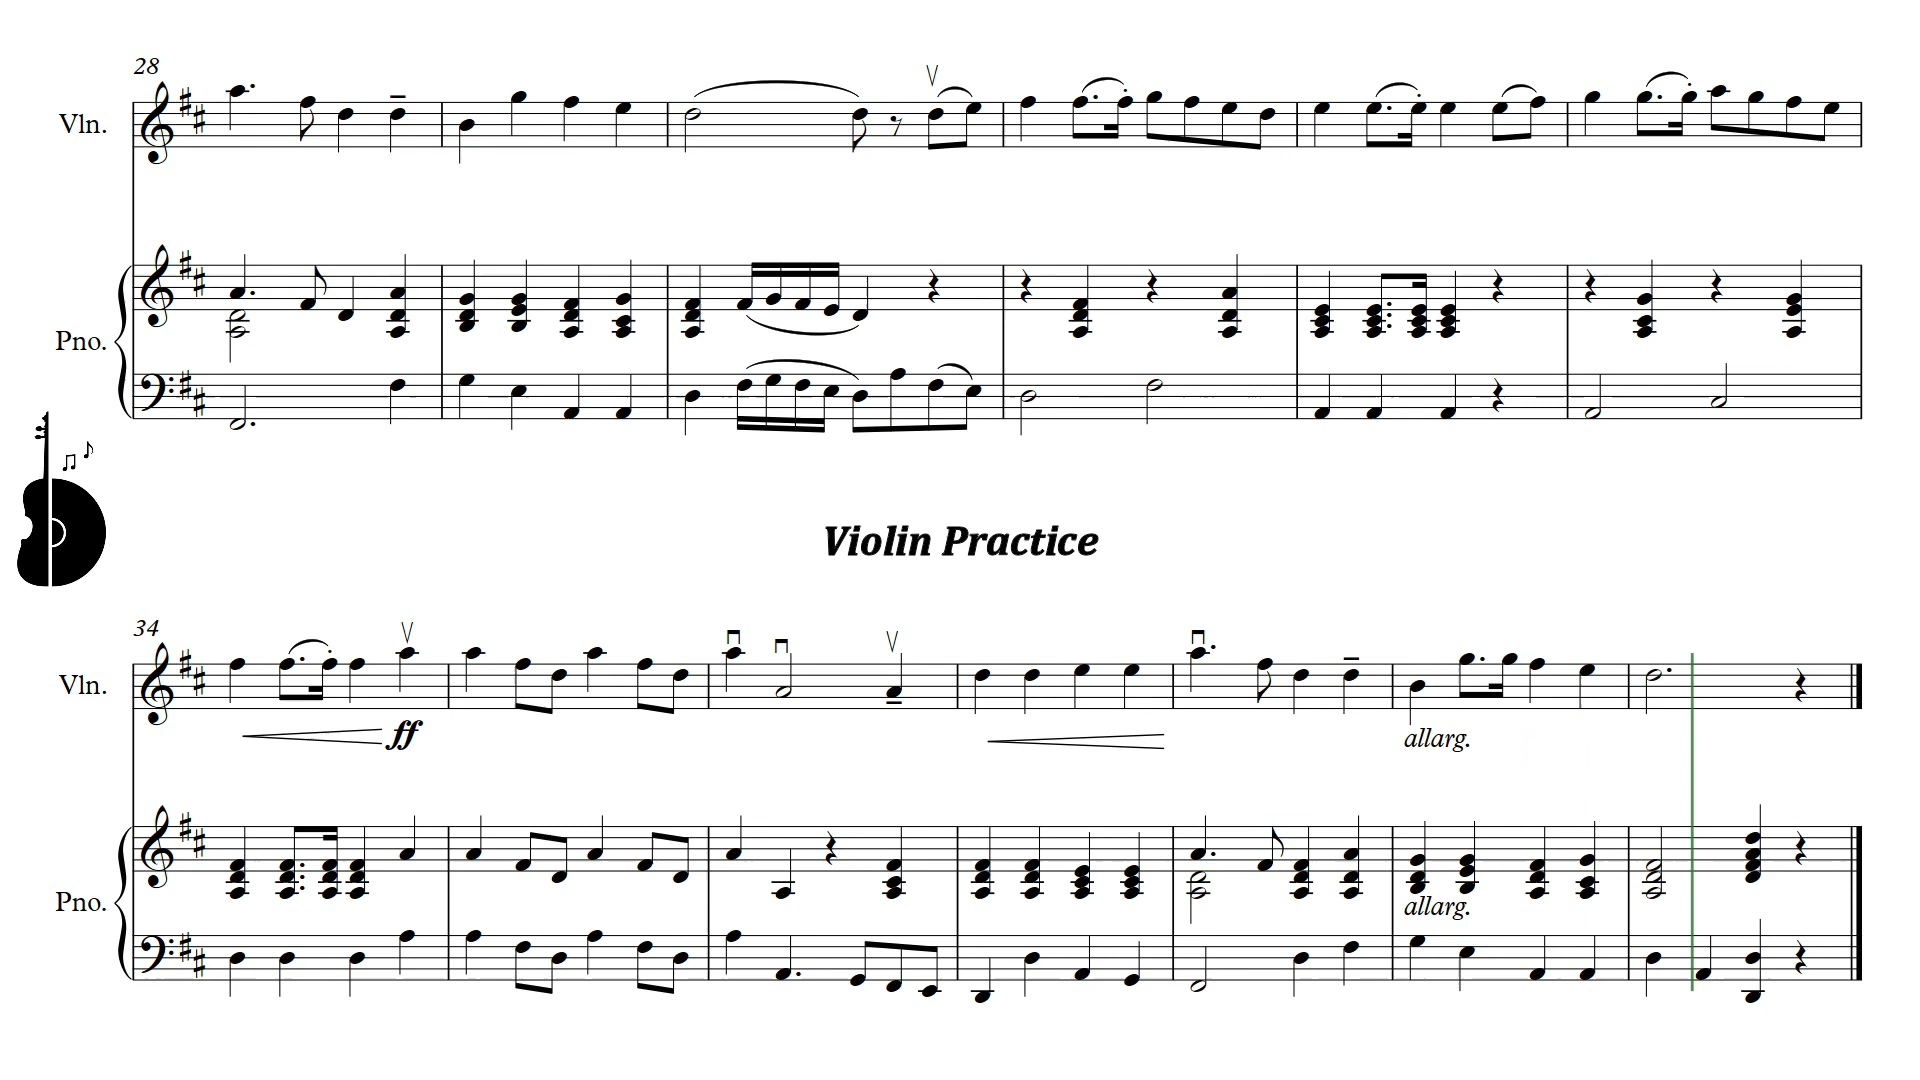 28
Vln.
Pno.
Violin Practice
34
Vln.
ff
allarg.
Pno.
allarg.